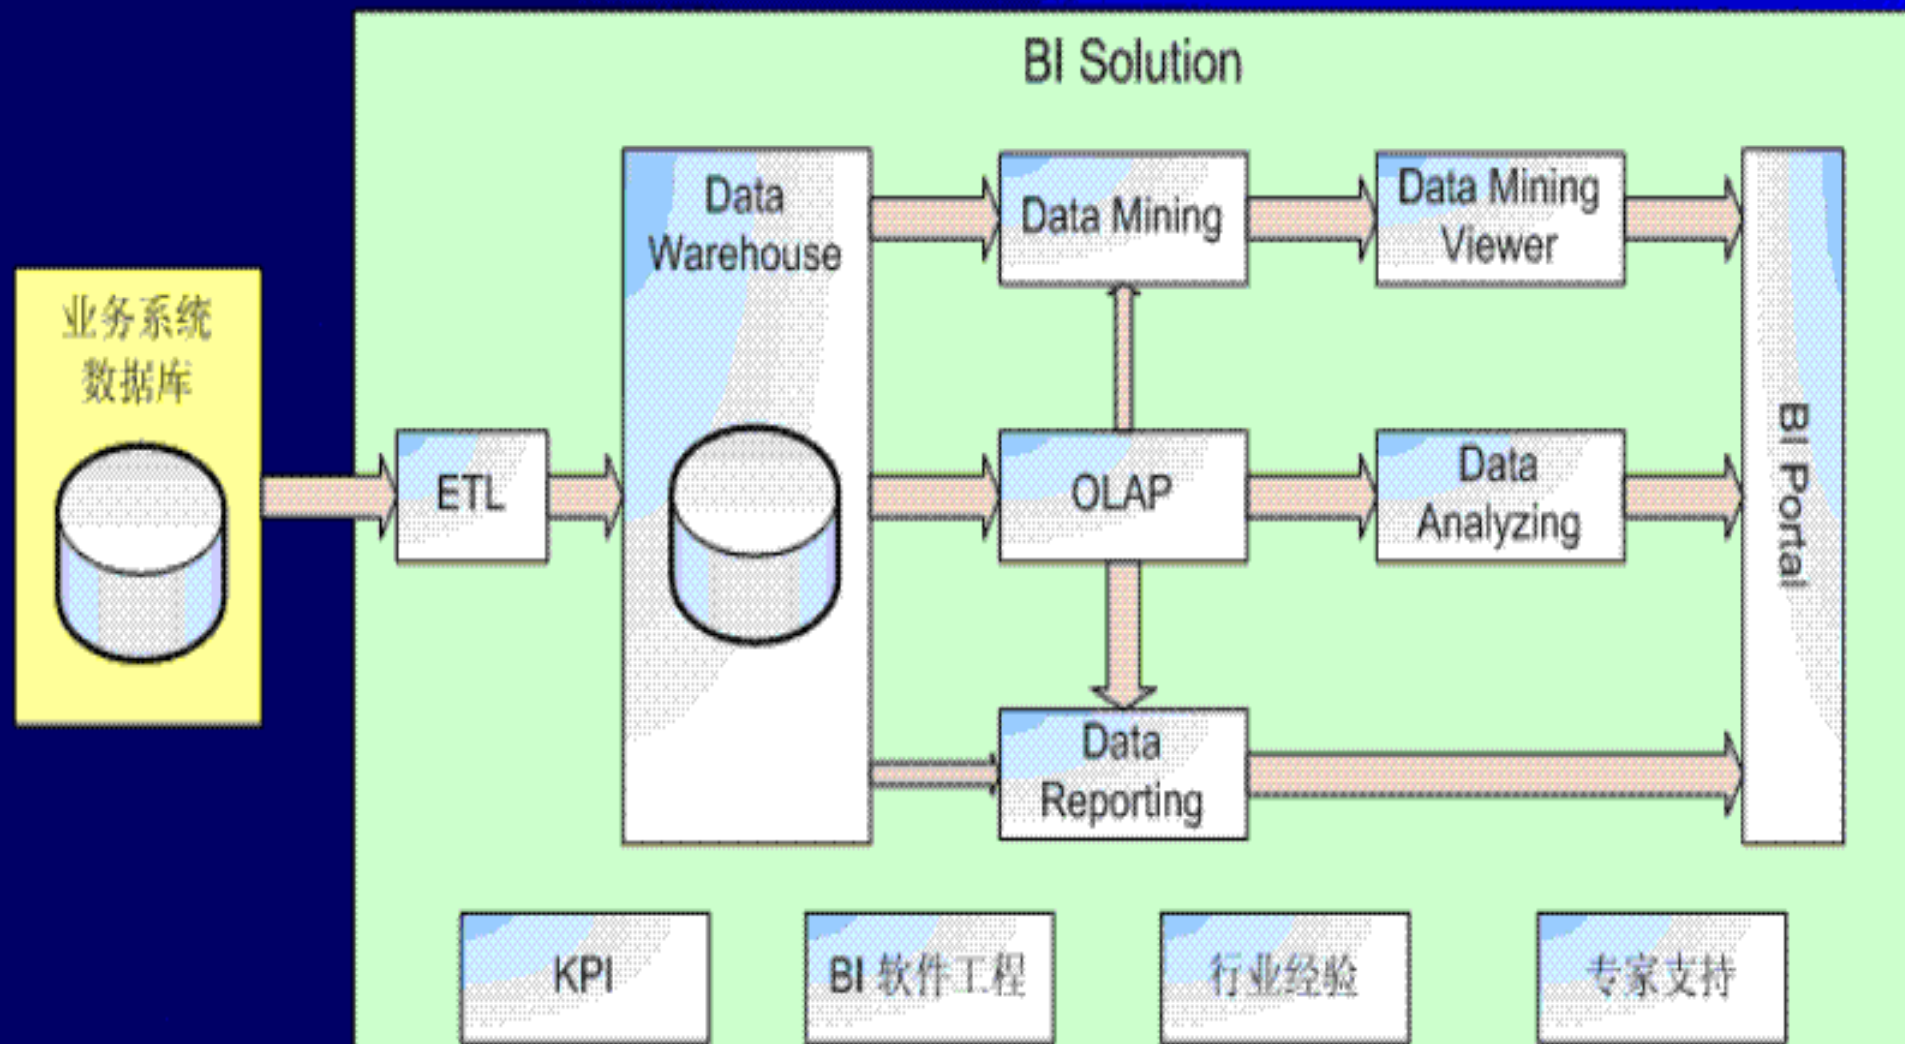 BI Solution
业务系统
数据库
ETL
Data
Warehouse
Data Mining
Data Mining
Viewer
OLAP
Data
Analyzing
Data
Reporting
BI Portal
KPI
BI 软件工程
行业经验
专家支持